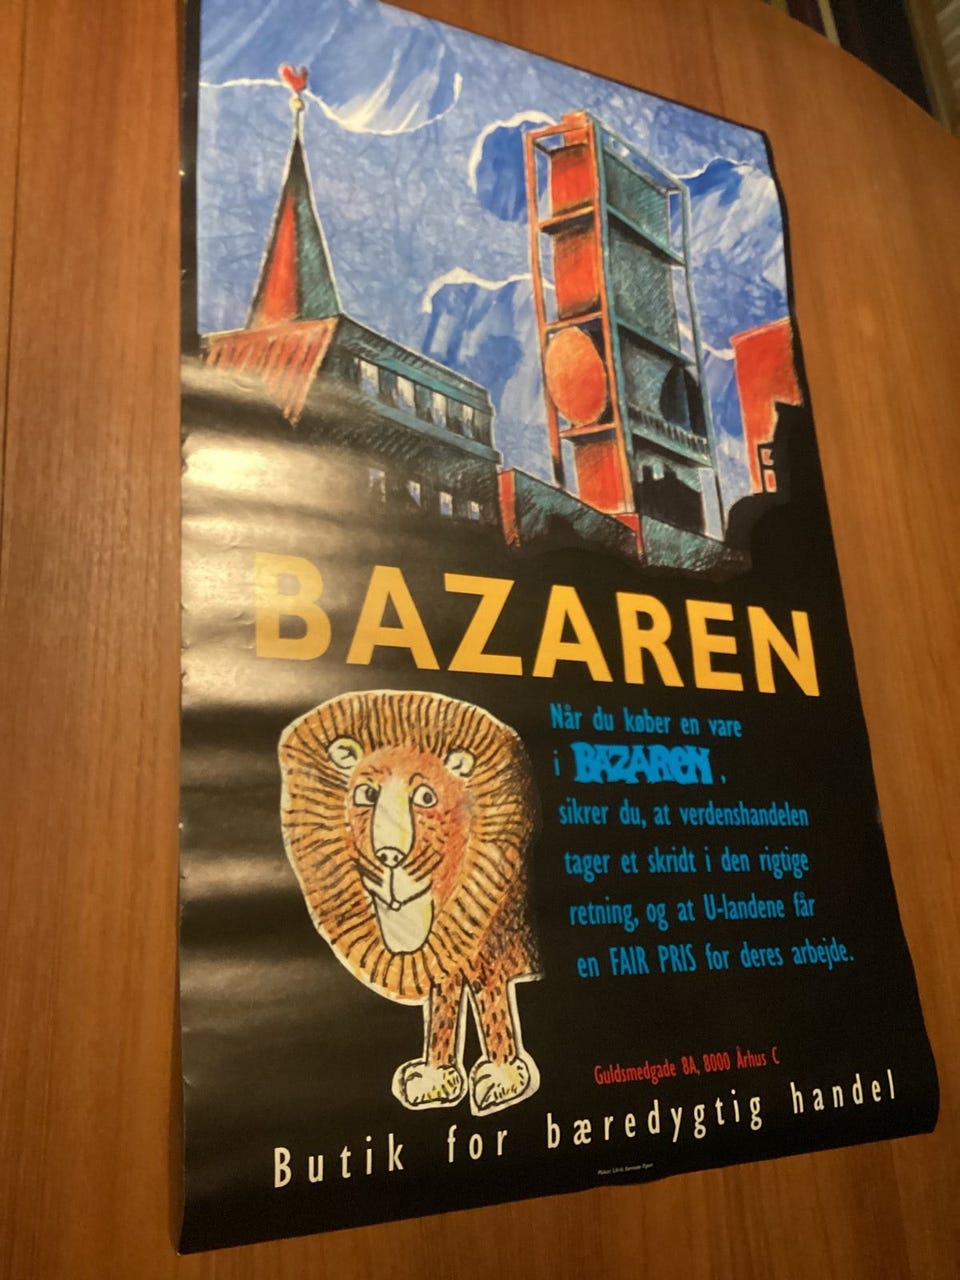 BAZAREN
Når du køber en vare
i BAZAREN,
sikrer du, at verdenshandelen
tager et skridt i den rigtige
retning, og at U-landene får
en FAIR PRIS for deres arbejde.
Guldsmedgade 8A, 8000 Århus C
Butik for bæredygtig handel